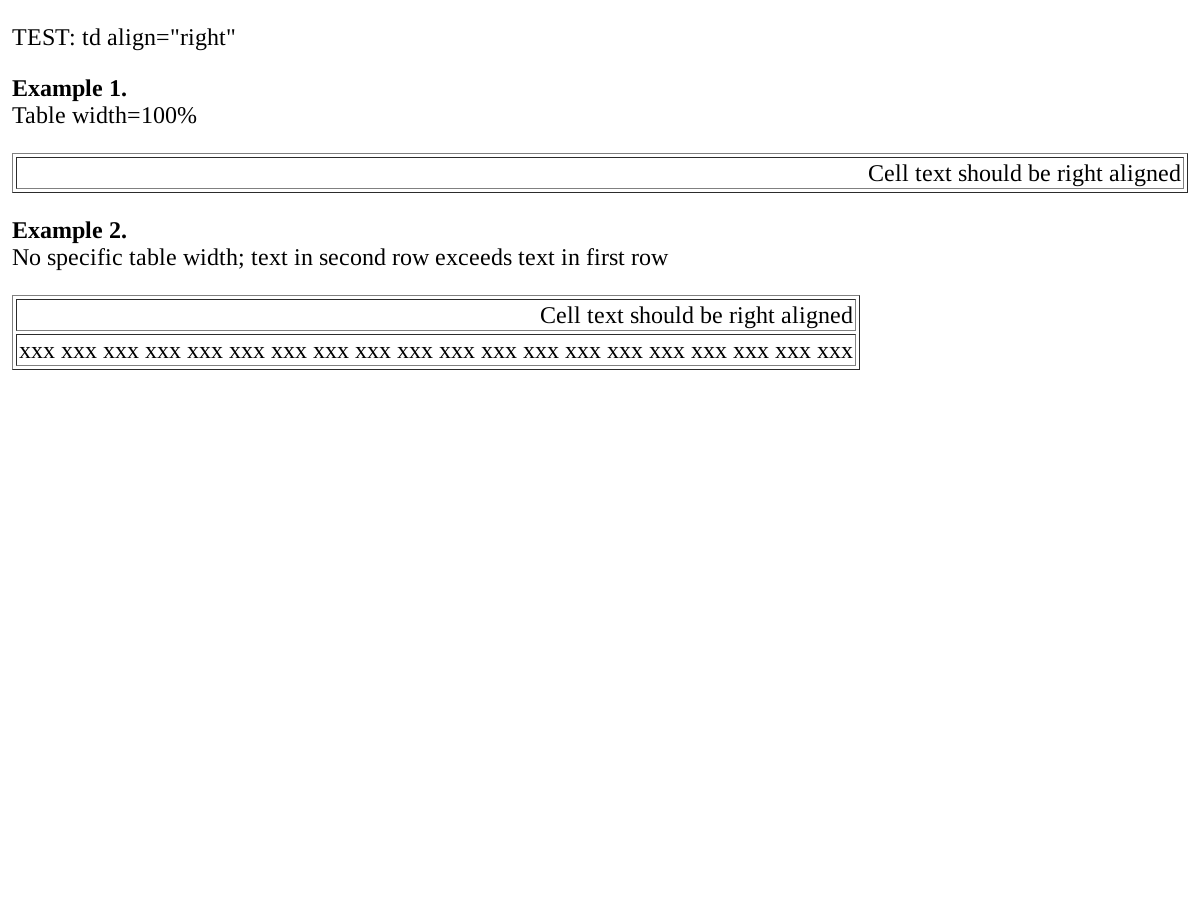 TEST: td align="right"
Example 1.
Table width=100%
Cell text should be right aligned
Example 2.
No specific table width; text in second row exceeds text in first row
Cell text should be right aligned
xxx xxx xxx xxx xxx xxx xxx xxx xxx xxx xxx xxx xxx xxx xxx xxx xxx xxx xxx xxx